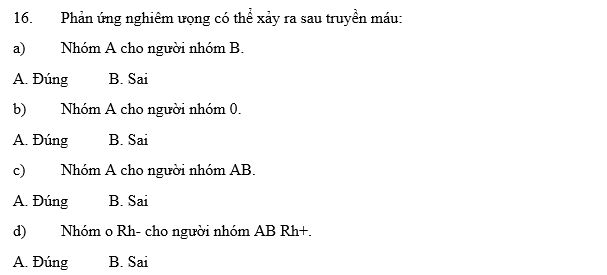 16. Phản ứng nghiêm ưọng có thể xảy ra sau truyền máu:
a) Nhóm A cho người nhóm B.
A. Đúng B. Sai
b) Nhóm A cho người nhóm 0.
A. Đúng B. Sai
c) Nhóm A cho người nhóm AB.
A. Đúng B. Sai
d) Nhóm o Rh- cho người nhóm AB Rh+.
A. Đúng B. Sai